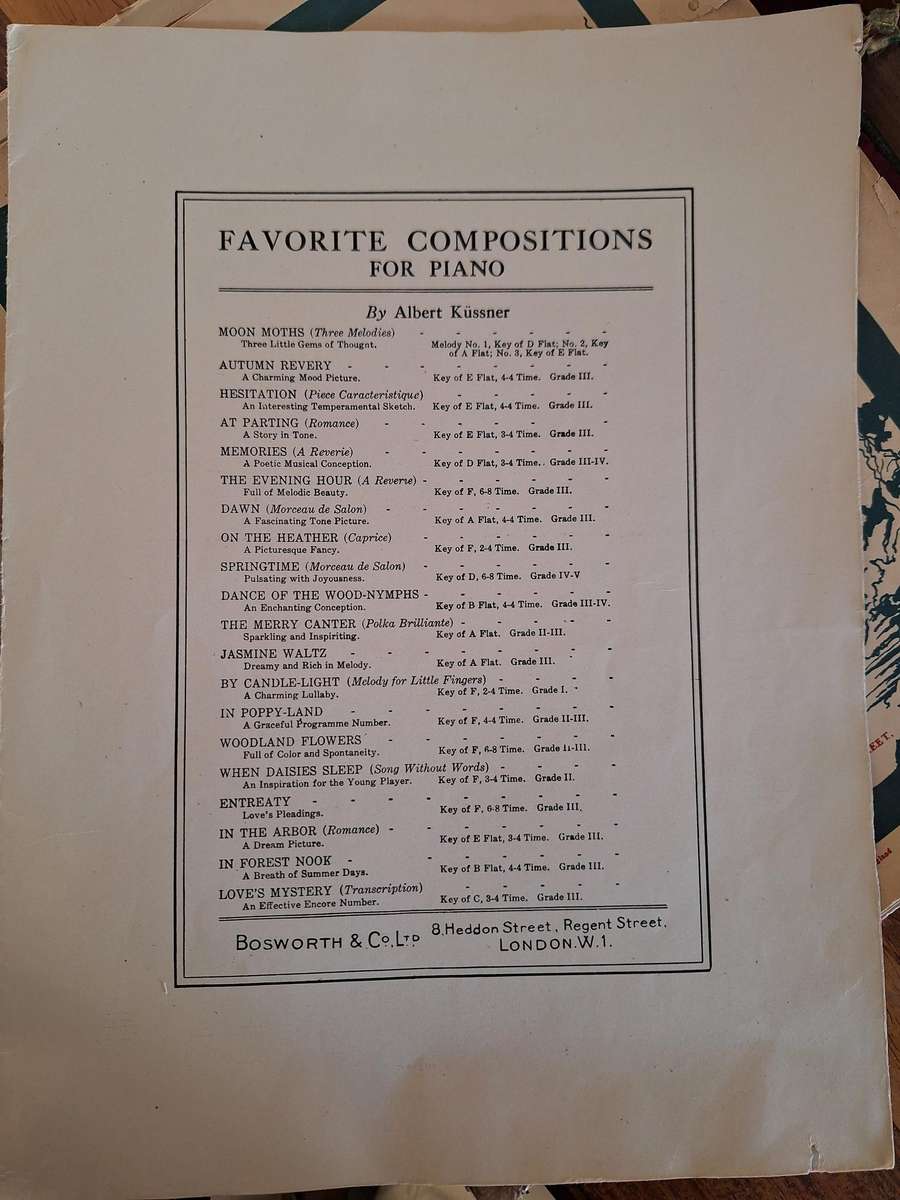 FAVORITE COMPOSITIONS
FOR PIANO
By Albert Küssner
MOON MOTHS (Three Melodies) - - - - - -
Three Little Gems of Thought. Melody No. 1, Key of D Flat; No. 2, Key
of A Flat; No. 3, Key of E Flat.
AUTUMN REVERY - - - - - - - -
A Charming Mood Picture. Key of E Flat, 4-4 Time. Grade III.
HESITATION (Piece Caracteristique) - - - - -
An Interesting Temperamental Sketch. Key of E Flat, 4-4 Time. Grade III.
AT PARTING (Romance) - - - - - - -
A Story in Tone. Key of E Flat, 3-4 Time. Grade III.
MEMORIES (A Reverie) - - - - - - -
A Poetic Musical Conception. Key of D Flat, 3-4 Time. Grade III-IV.
THE EVENING HOUR (A Reverie) - - - - - -
Full of Melodic Beauty. Key of F, 6-8 Time. Grade III.
DAWN (Morceau de Salon) - - - - - - -
A Fascinating Tone Picture. Key of A Flat, 4-4 Time. Grade III.
ON THE HEATHER (Caprice) - - - - - -
A Picturesque Fancy. Key of F, 2-4 Time. Grade III.
SPRINGTIME (Morceau de Salon) - - - - - -
Pulsating with Joyousness. Key of D, 6-8 Time. Grade IV-V
DANCE OF THE WOOD-NYMPHS - - - - - -
An Enchanting Conception. Key of B Flat, 4-4 Time. Grade III-IV.
THE MERRY CANTER (Polka Brilliante) - - - - -
Sparkling and Inspiriting. Key of A Flat. Grade II-III.
JASMINE WALTZ - - - - - - - -
Dreamy and Rich in Melody. Key of A Flat. Grade III.
BY CANDLE-LIGHT (Melody for Little Fingers) - - - -
A Charming Lullaby. Key of F, 2-4 Time. Grade I.
IN POPPY-LAND - - - - - - - -
A Graceful Programme Number. Key of F, 4-4 Time. Grade II-III.
WOODLAND FLOWERS - - - - - - -
Full of Color and Spontaneity. Key of F, 6-8 Time. Grade II-III.
WHEN DAISIES SLEEP (Song Without Words) - - - -
An Inspiration for the Young Player. Key of F, 3-4 Time. Grade II.
ENTREATY - - - - - - - - -
Love's Pleadings. Key of F, 6-8 Time. Grade III.
IN THE ARBOR (Romance) - - - - - - -
A Dream Picture. Key of E Flat, 3-4 Time. Grade III.
IN FOREST NOOK - - - - - - -
A Breath of Summer Days. Key of B Flat, 4-4 Time. Grade III.
LOVE'S MYSTERY (Transcription) - - - - -
An Effective Encore Number. Key of C, 3-4 Time. Grade III.
BOSWORTH & Co, LTD 8, Heddon Street, Regent Street,
LONDON.W.1.